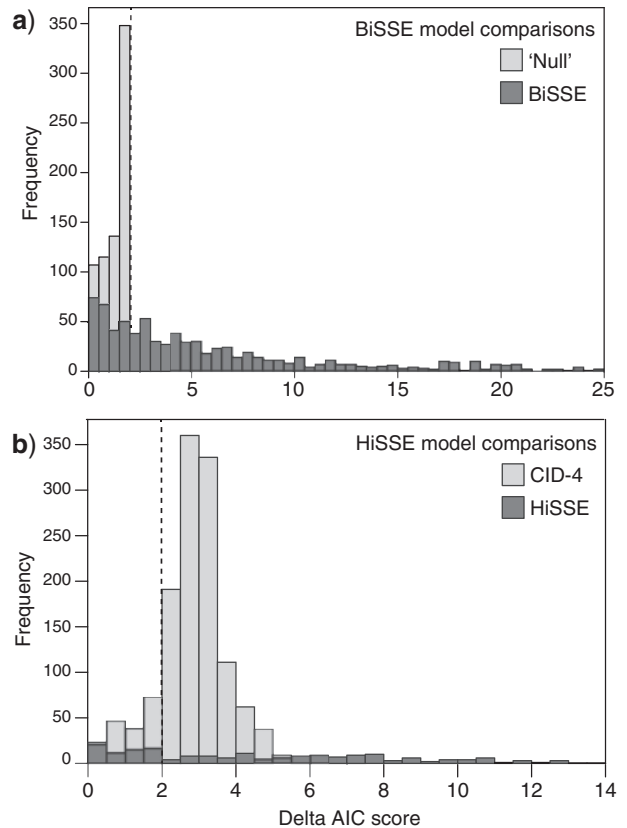 a)
BiSSE model comparisons
'Null'
BiSSE
Frequency
350
300
250
200
150
100
50
0
0 5 10 15 20 25
b)
HiSSE model comparisons
CID-4
HiSSE
Frequency
350
300
250
200
150
100
50
0
0 2 4 6 8 10 12 14
Delta AIC score